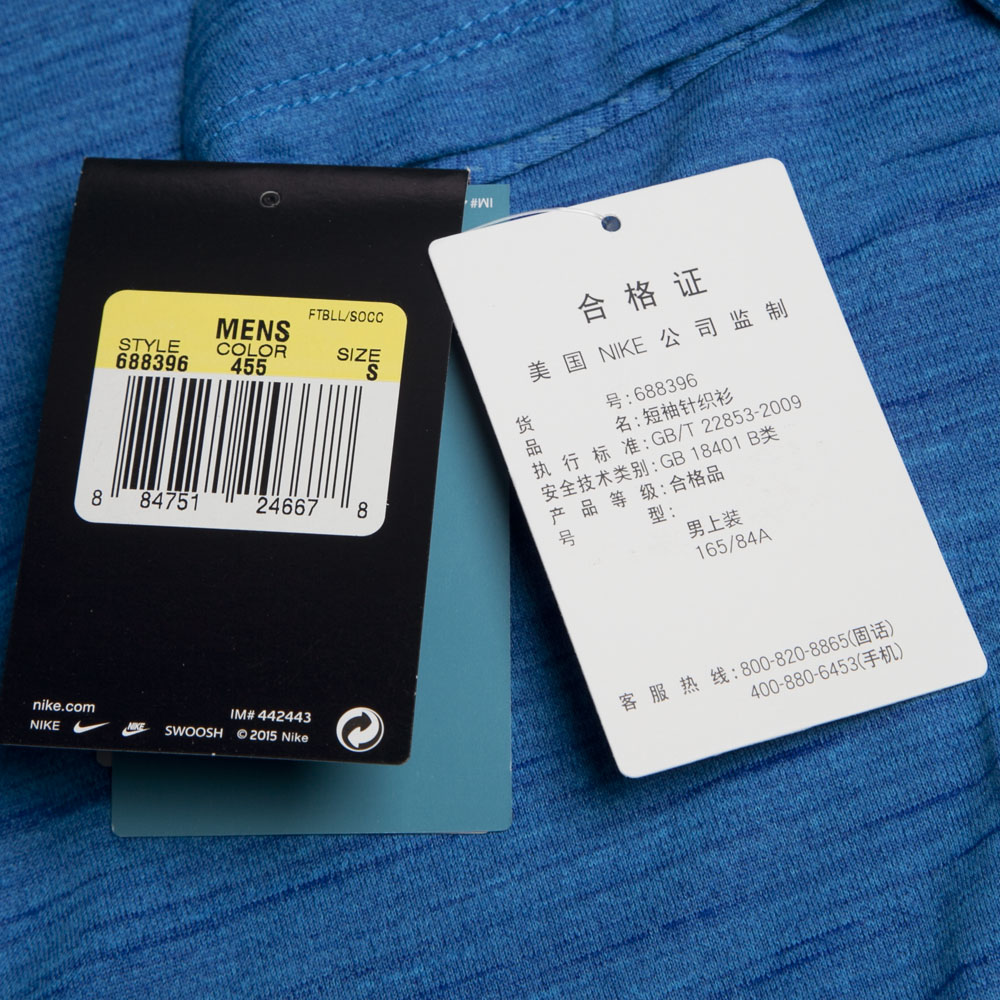 FTBLL/SOCC
MENS
STYLE COLOR SIZE
688396 455 S
8 84751 24667 8
nike.com
IM# 442443
NIKE NIKE SWOOSH © 2015 Nike
IM#
合格证
美国 NIKE 公司监制
货号:688396
品名:短袖针织衫
执行标准:GB/T 22853-2009
安全技术类别:GB 18401 B类
产品等级:合格品
号型:
男上装
165/84A
客服热线:800-820-8865(固话)
400-880-6453(手机)